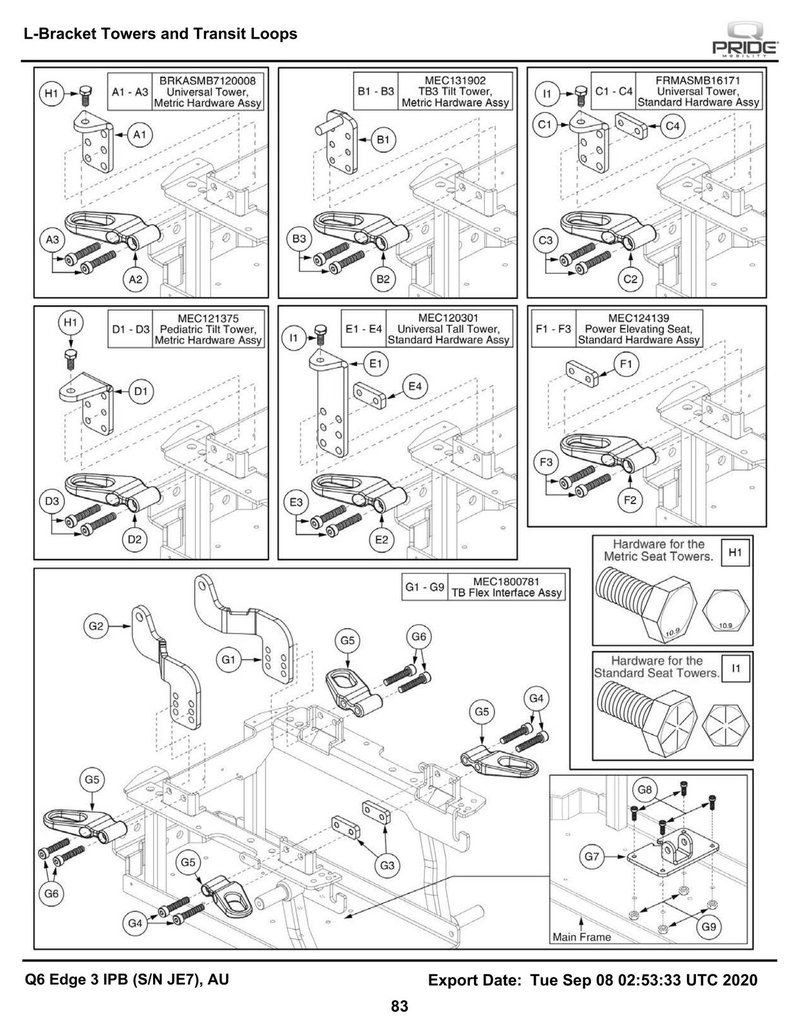 L-Bracket Towers and Transit Loops
Q
PRIDE
MOBILITY
H1
A1 - A3
BRKASMB7120008
Universal Tower,
Metric Hardware Assy
A1
A3
A2
B1 - B3
MEC131902
TB3 Tilt Tower,
Metric Hardware Assy
B1
B3
B2
I1
C1 - C4
FRMASMB16171
Universal Tower,
Standard Hardware Assy
C1
C4
C3
C2
H1
D1 - D3
MEC121375
Pediatric Tilt Tower,
Metric Hardware Assy
D1
D3
D2
I1
E1 - E4
MEC120301
Universal Tall Tower,
Standard Hardware Assy
E1
E4
E3
E2
F1 - F3
MEC124139
Power Elevating Seat,
Standard Hardware Assy
F1
F3
F2
Hardware for the
Metric Seat Towers.
H1
10.9
10.9
Hardware for the
Standard Seat Towers.
I1
G1 - G9
MEC1800781
TB Flex Interface Assy
G2
G1
G5
G6
G5
G4
G5
G3
G5
G6
G4
G8
G7
G9
Main Frame
Q6 Edge 3 IPB (S/N JE7), AU
Export Date: Tue Sep 08 02:53:33 UTC 2020
83